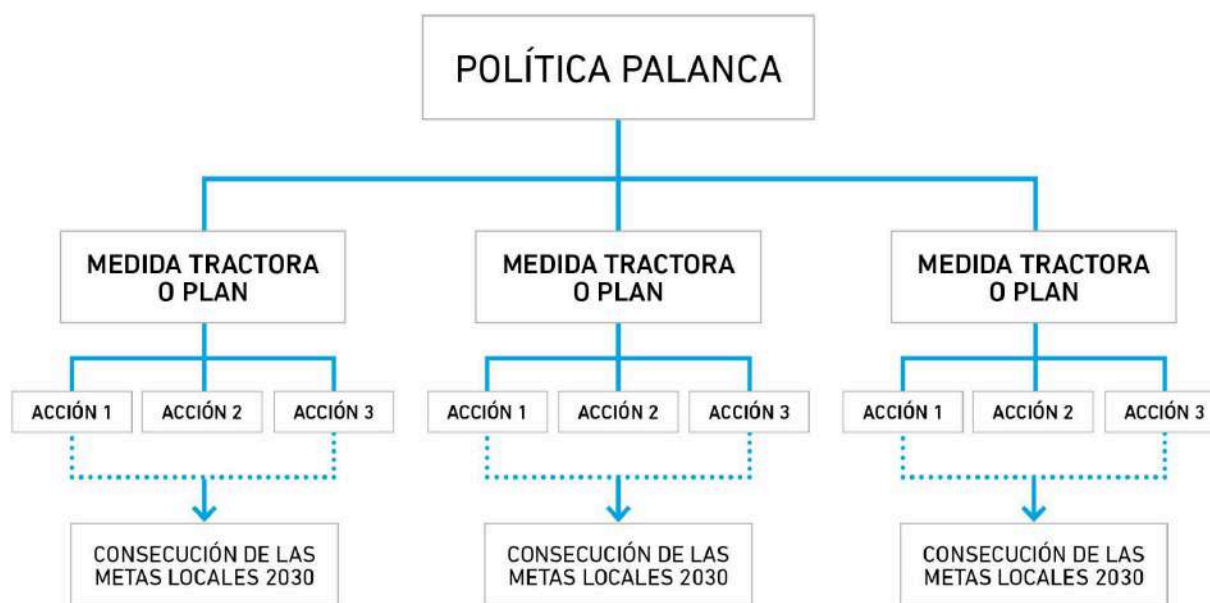 POLÍTICA PALANCA
MEDIDA TRACTORA
O PLAN
MEDIDA TRACTORA
O PLAN
MEDIDA TRACTORA
O PLAN
ACCIÓN 1
ACCIÓN 2
ACCIÓN 3
ACCIÓN 1
ACCIÓN 2
ACCIÓN 3
ACCIÓN 1
ACCIÓN 2
ACCIÓN 3
CONSECUCIÓN DE LAS
METAS LOCALES 2030
CONSECUCIÓN DE LAS
METAS LOCALES 2030
CONSECUCIÓN DE LAS
METAS LOCALES 2030